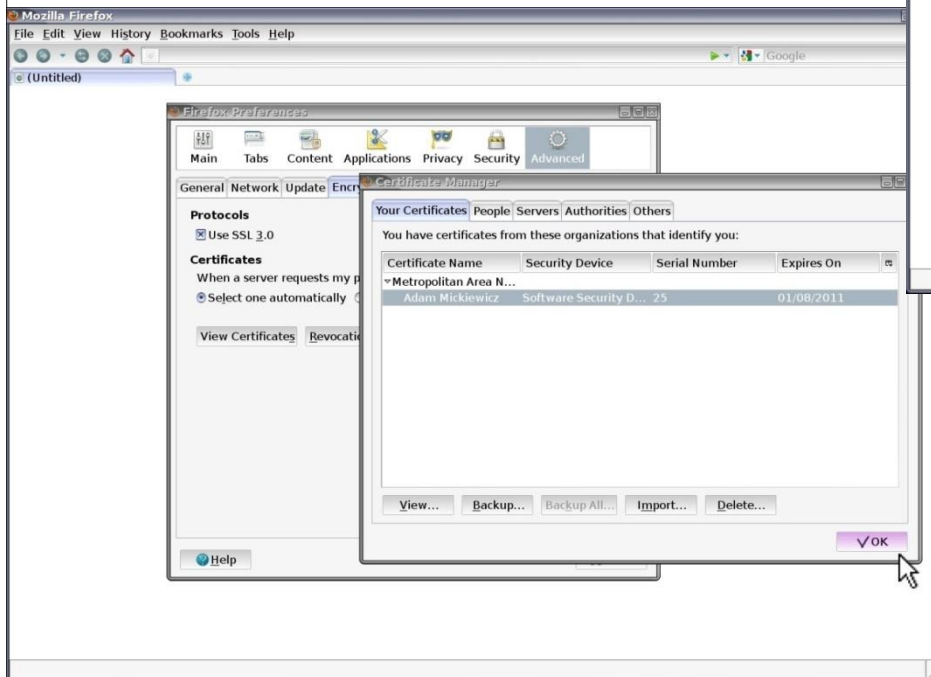 Mozilla Firefox
File Edit View History Bookmarks Tools Help
Google
(Untitled)
Firefox Preferences
Main Tabs Content Applications Privacy Security Advanced
General Network Update Encry
Certificate Manager
Protocols
Use SSL 3.0
Certificates
When a server requests my p
Select one automatically
View Certificates Revocatio
Help
Your Certificates People Servers Authorities Others
You have certificates from these organizations that identify you:
Certificate Name Security Device Serial Number Expires On
Metropolitan Area N...
Adam Mickiewicz Software Security D... 25 01/08/2011
View... Backup... Backup All... Import... Delete...
OK